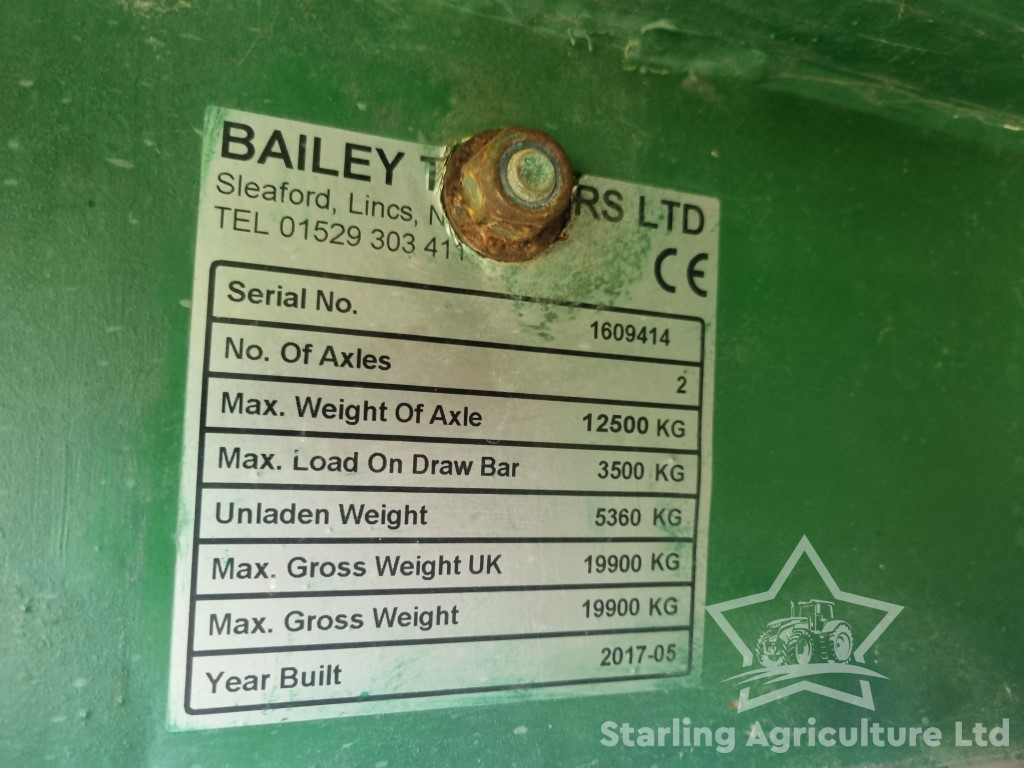 BAILEY T RS LTD
Sleaford, Lincs, N
TEL 01529 303 411
CE
Serial No. 1609414
No. Of Axles 2
Max. Weight Of Axle 12500 KG
Max. Load On Draw Bar 3500 KG
Unladen Weight 5360 KG
Max. Gross Weight UK 19900 KG
Max. Gross Weight 19900 KG
Year Built 2017-05
Starling Agriculture Ltd